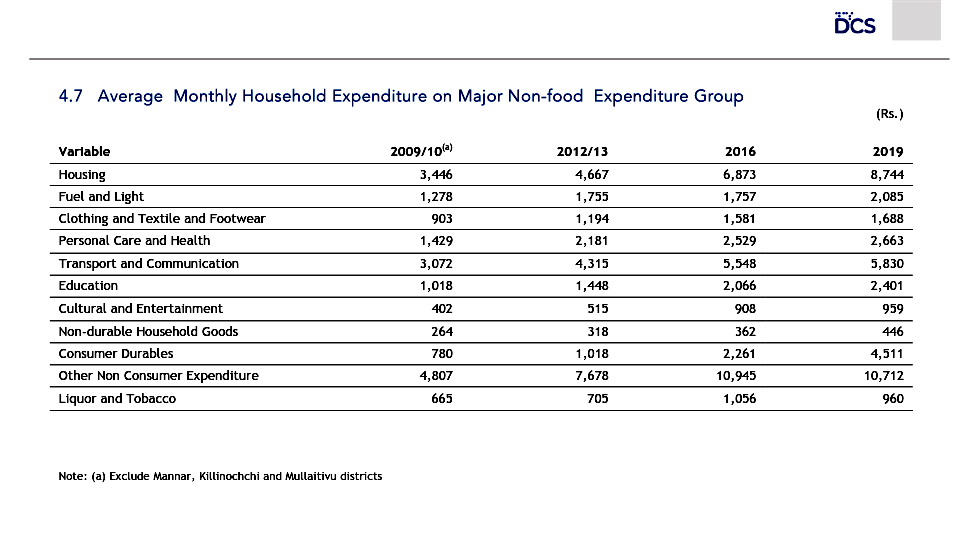 DCS
4.7 Average Monthly Household Expenditure on Major Non-food Expenditure Group
(Rs.)
Variable 2009/10(a) 2012/13 2016 2019
Housing 3,446 4,667 6,873 8,744
Fuel and Light 1,278 1,755 1,757 2,085
Clothing and Textile and Footwear 903 1,194 1,581 1,688
Personal Care and Health 1,429 2,181 2,529 2,663
Transport and Communication 3,072 4,315 5,548 5,830
Education 1,018 1,448 2,066 2,401
Cultural and Entertainment 402 515 908 959
Non-durable Household Goods 264 318 362 446
Consumer Durables 780 1,018 2,261 4,511
Other Non Consumer Expenditure 4,807 7,678 10,945 10,712
Liquor and Tobacco 665 705 1,056 960
Note: (a) Exclude Mannar, Killinochchi and Mullaitivu districts